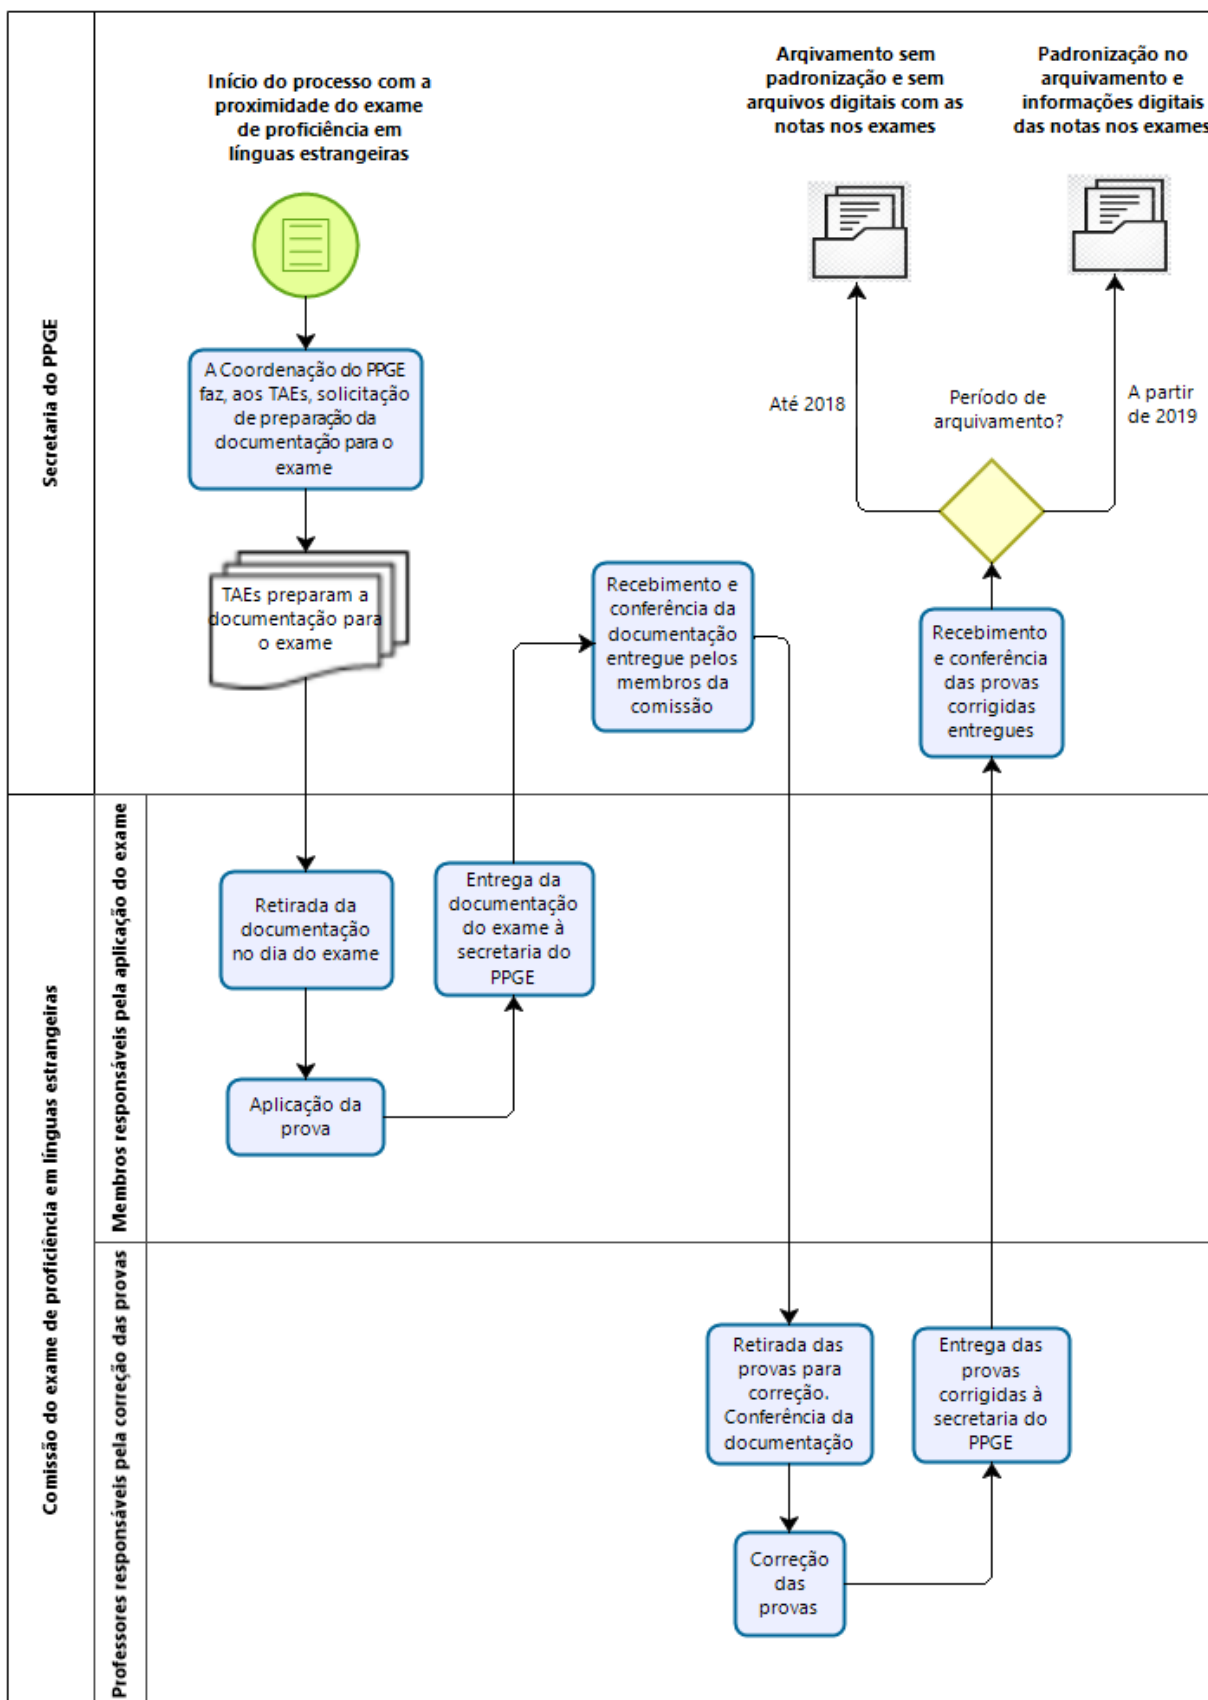 Secretaria do PPGE
Início do processo com a
proximidade do exame
de proficiência em
línguas estrangeiras
A Coordenação do PPGE
faz, aos TAEs, solicitação
de preparação da
documentação para o
exame
TAEs preparam a
documentação para
o exame
Recebimento e
conferência da
documentação
entregue pelos
membros da
comissão
Arqivamento sem
padronização e sem
arquivos digitais com as
notas nos exames
Padronização no
arquivamento e
informações digitais
das notas nos exames
Até 2018
Período de
arquivamento?
A partir
de 2019
Recebimento
e conferência
das provas
corrigidas
entregues
Comissão do exame de proficiência em línguas estrangeiras
Membros responsáveis pela aplicação do exame
Retirada da
documentação
no dia do exame
Aplicação da
prova
Entrega da
documentação
do exame à
secretaria do
PPGE
Professores responsáveis pela correção das provas
Retirada das
provas para
correção.
Conferência da
documentação
Correção
das
provas
Entrega das
provas
corrigidas à
secretaria do
PPGE